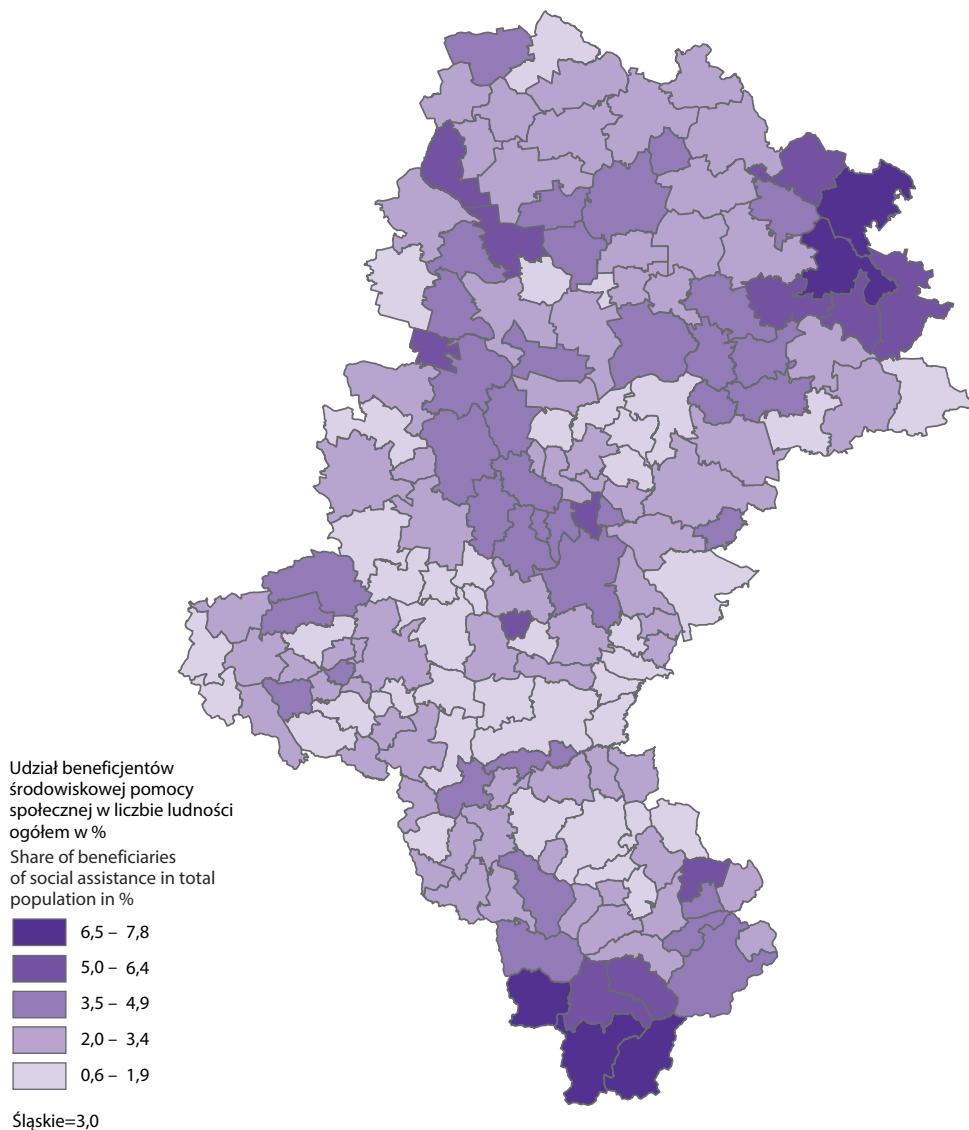 Udział beneficjentów
środowiskowej pomocy
społecznej w liczbie ludności
ogółem w %
Share of beneficiaries
of social assistance in total
population in %
6,5 – 7,8
5,0 – 6,4
3,5 – 4,9
2,0 – 3,4
0,6 – 1,9
Śląskie=3,0